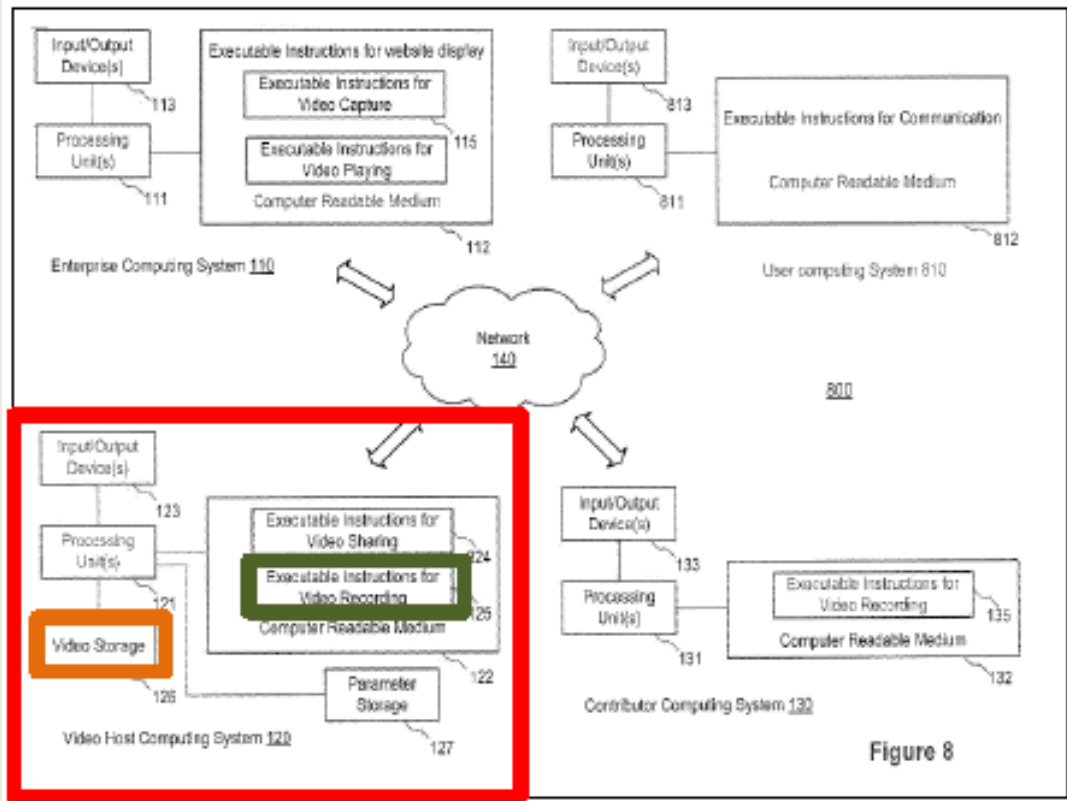 Input/Output
Device(s)
113
Processing
Unit(s)
111
Executable Instructions for website display
Executable Instructions for
Video Capture
115
Executable Instructions for
Video Playing
Computer Readable Medium
112
Enterprise Computing System 110
Input/Output
Device(s)
813
Processing
Unit(s)
811
Executable Instructions for Communication
Computer Readable Medium
812
User computing System 810
Network
140
800
Input/Output
Device(s)
123
Processing
Unit(s)
121
Video Storage
126
Executable Instructions for
Video Sharing
124
Executable Instructions for
Video Recording
125
Computer Readable Medium
122
Parameter
Storage
127
Video Host Computing System 120
Input/Output
Device(s)
133
Processing
Unit(s)
131
Executable Instructions for
Video Recording
135
Computer Readable Medium
132
Contributor Computing System 130
Figure 8